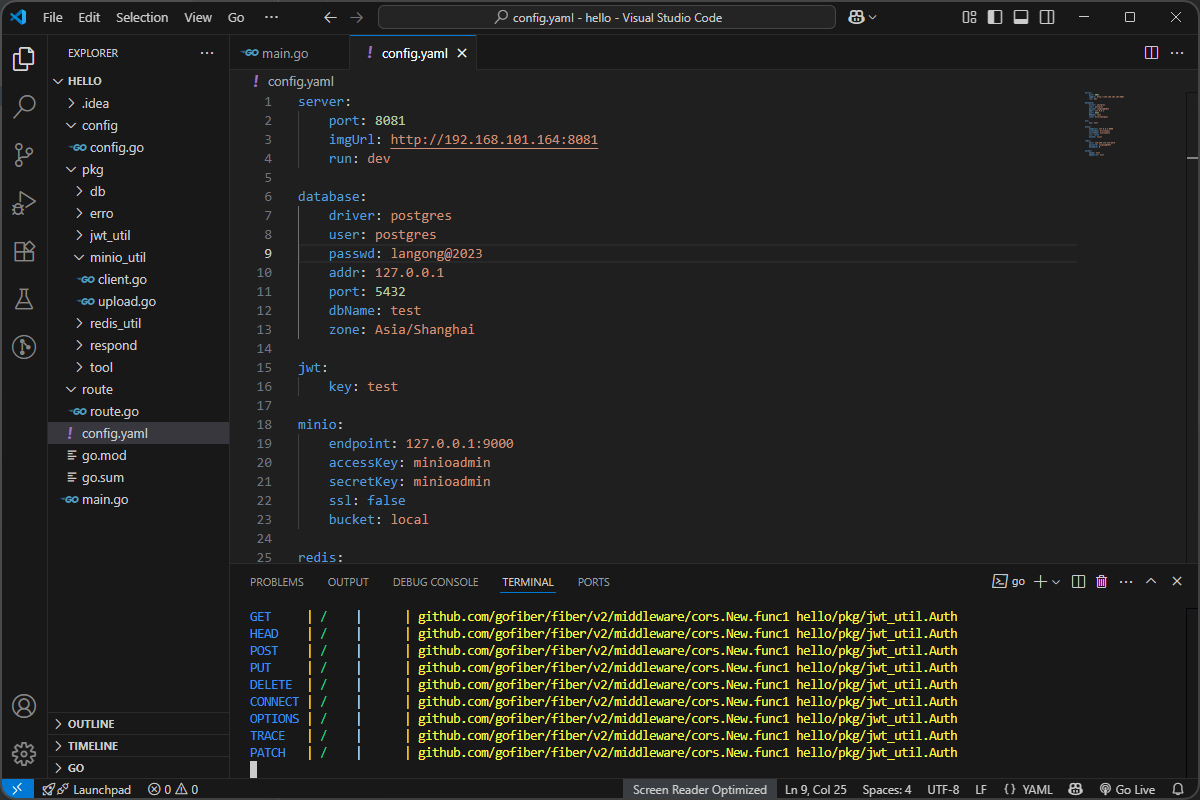 File Edit Selection View Go ··· config.yaml - hello - Visual Studio Code
EXPLORER ···
HELLO
.idea
config
GO config.go
pkg
db
erro
jwt_util
minio_util
GO client.go
GO upload.go
redis_util
respond
tool
route
GO route.go
! config.yaml
go.mod
go.sum
GO main.go
OUTLINE
TIMELINE
GO
GO main.go ! config.yaml
! config.yaml
1 server:
2 port: 8081
3 imgUrl: http://192.168.101.164:8081
4 run: dev
5
6 database:
7 driver: postgres
8 user: postgres
9 passwd: langong@2023
10 addr: 127.0.0.1
11 port: 5432
12 dbName: test
13 zone: Asia/Shanghai
14
15 jwt:
16 key: test
17
18 minio:
19 endpoint: 127.0.0.1:9000
20 accessKey: minioadmin
21 secretKey: minioadmin
22 ssl: false
23 bucket: local
24
25 redis:
PROBLEMS OUTPUT DEBUG CONSOLE TERMINAL PORTS go
GET | / | | github.com/gofiber/fiber/v2/middleware/cors.New.func1 hello/pkg/jwt_util.Auth
HEAD | / | | github.com/gofiber/fiber/v2/middleware/cors.New.func1 hello/pkg/jwt_util.Auth
POST | / | | github.com/gofiber/fiber/v2/middleware/cors.New.func1 hello/pkg/jwt_util.Auth
PUT | / | | github.com/gofiber/fiber/v2/middleware/cors.New.func1 hello/pkg/jwt_util.Auth
DELETE | / | | github.com/gofiber/fiber/v2/middleware/cors.New.func1 hello/pkg/jwt_util.Auth
CONNECT | / | | github.com/gofiber/fiber/v2/middleware/cors.New.func1 hello/pkg/jwt_util.Auth
OPTIONS | / | | github.com/gofiber/fiber/v2/middleware/cors.New.func1 hello/pkg/jwt_util.Auth
TRACE | / | | github.com/gofiber/fiber/v2/middleware/cors.New.func1 hello/pkg/jwt_util.Auth
PATCH | / | | github.com/gofiber/fiber/v2/middleware/cors.New.func1 hello/pkg/jwt_util.Auth
Launchpad 0 0 Screen Reader Optimized Ln 9, Col 25 Spaces: 4 UTF-8 LF {} YAML Go Live